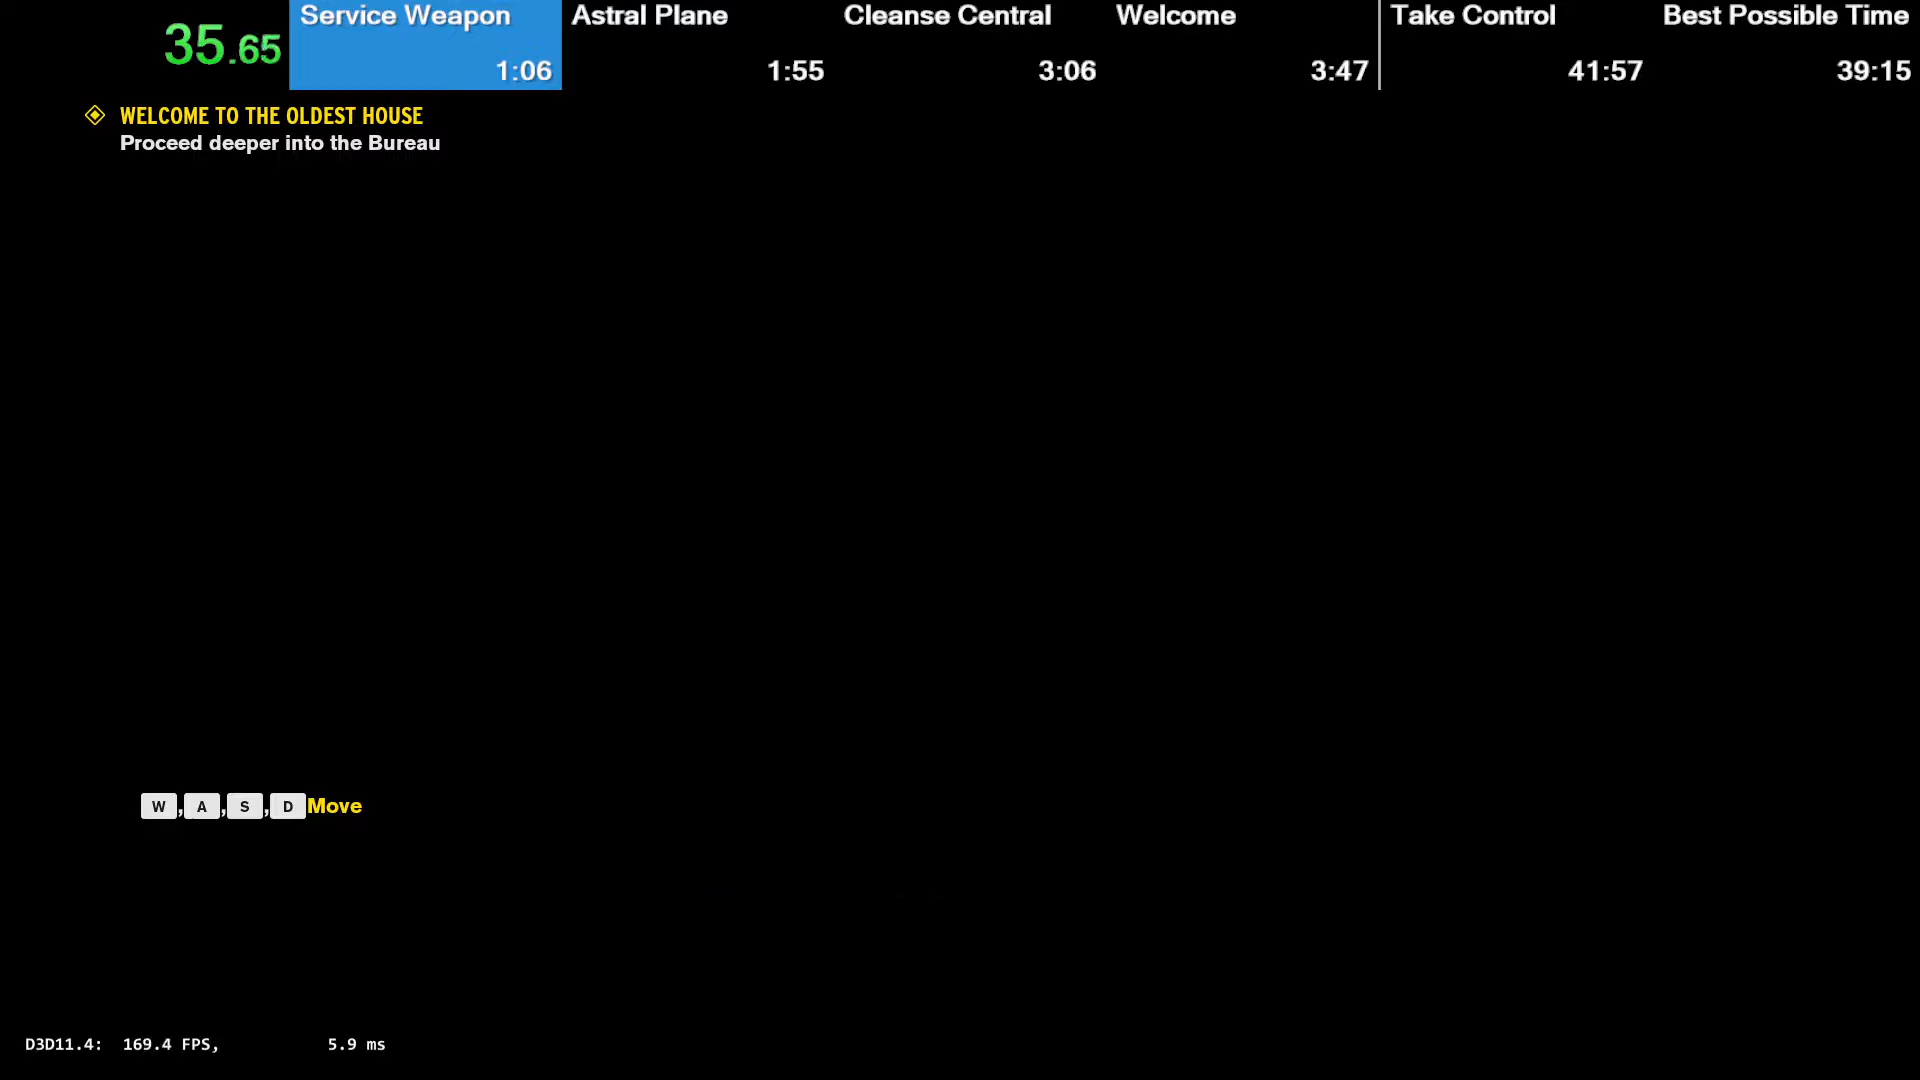 35.65
Service Weapon
1:06
Astral Plane
1:55
Cleanse Central
3:06
Welcome
3:47
Take Control
41:57
Best Possible Time
39:15
WELCOME TO THE OLDEST HOUSE
Proceed deeper into the Bureau
W , A , S , D Move
D3D11.4: 169.4 FPS, 5.9 ms